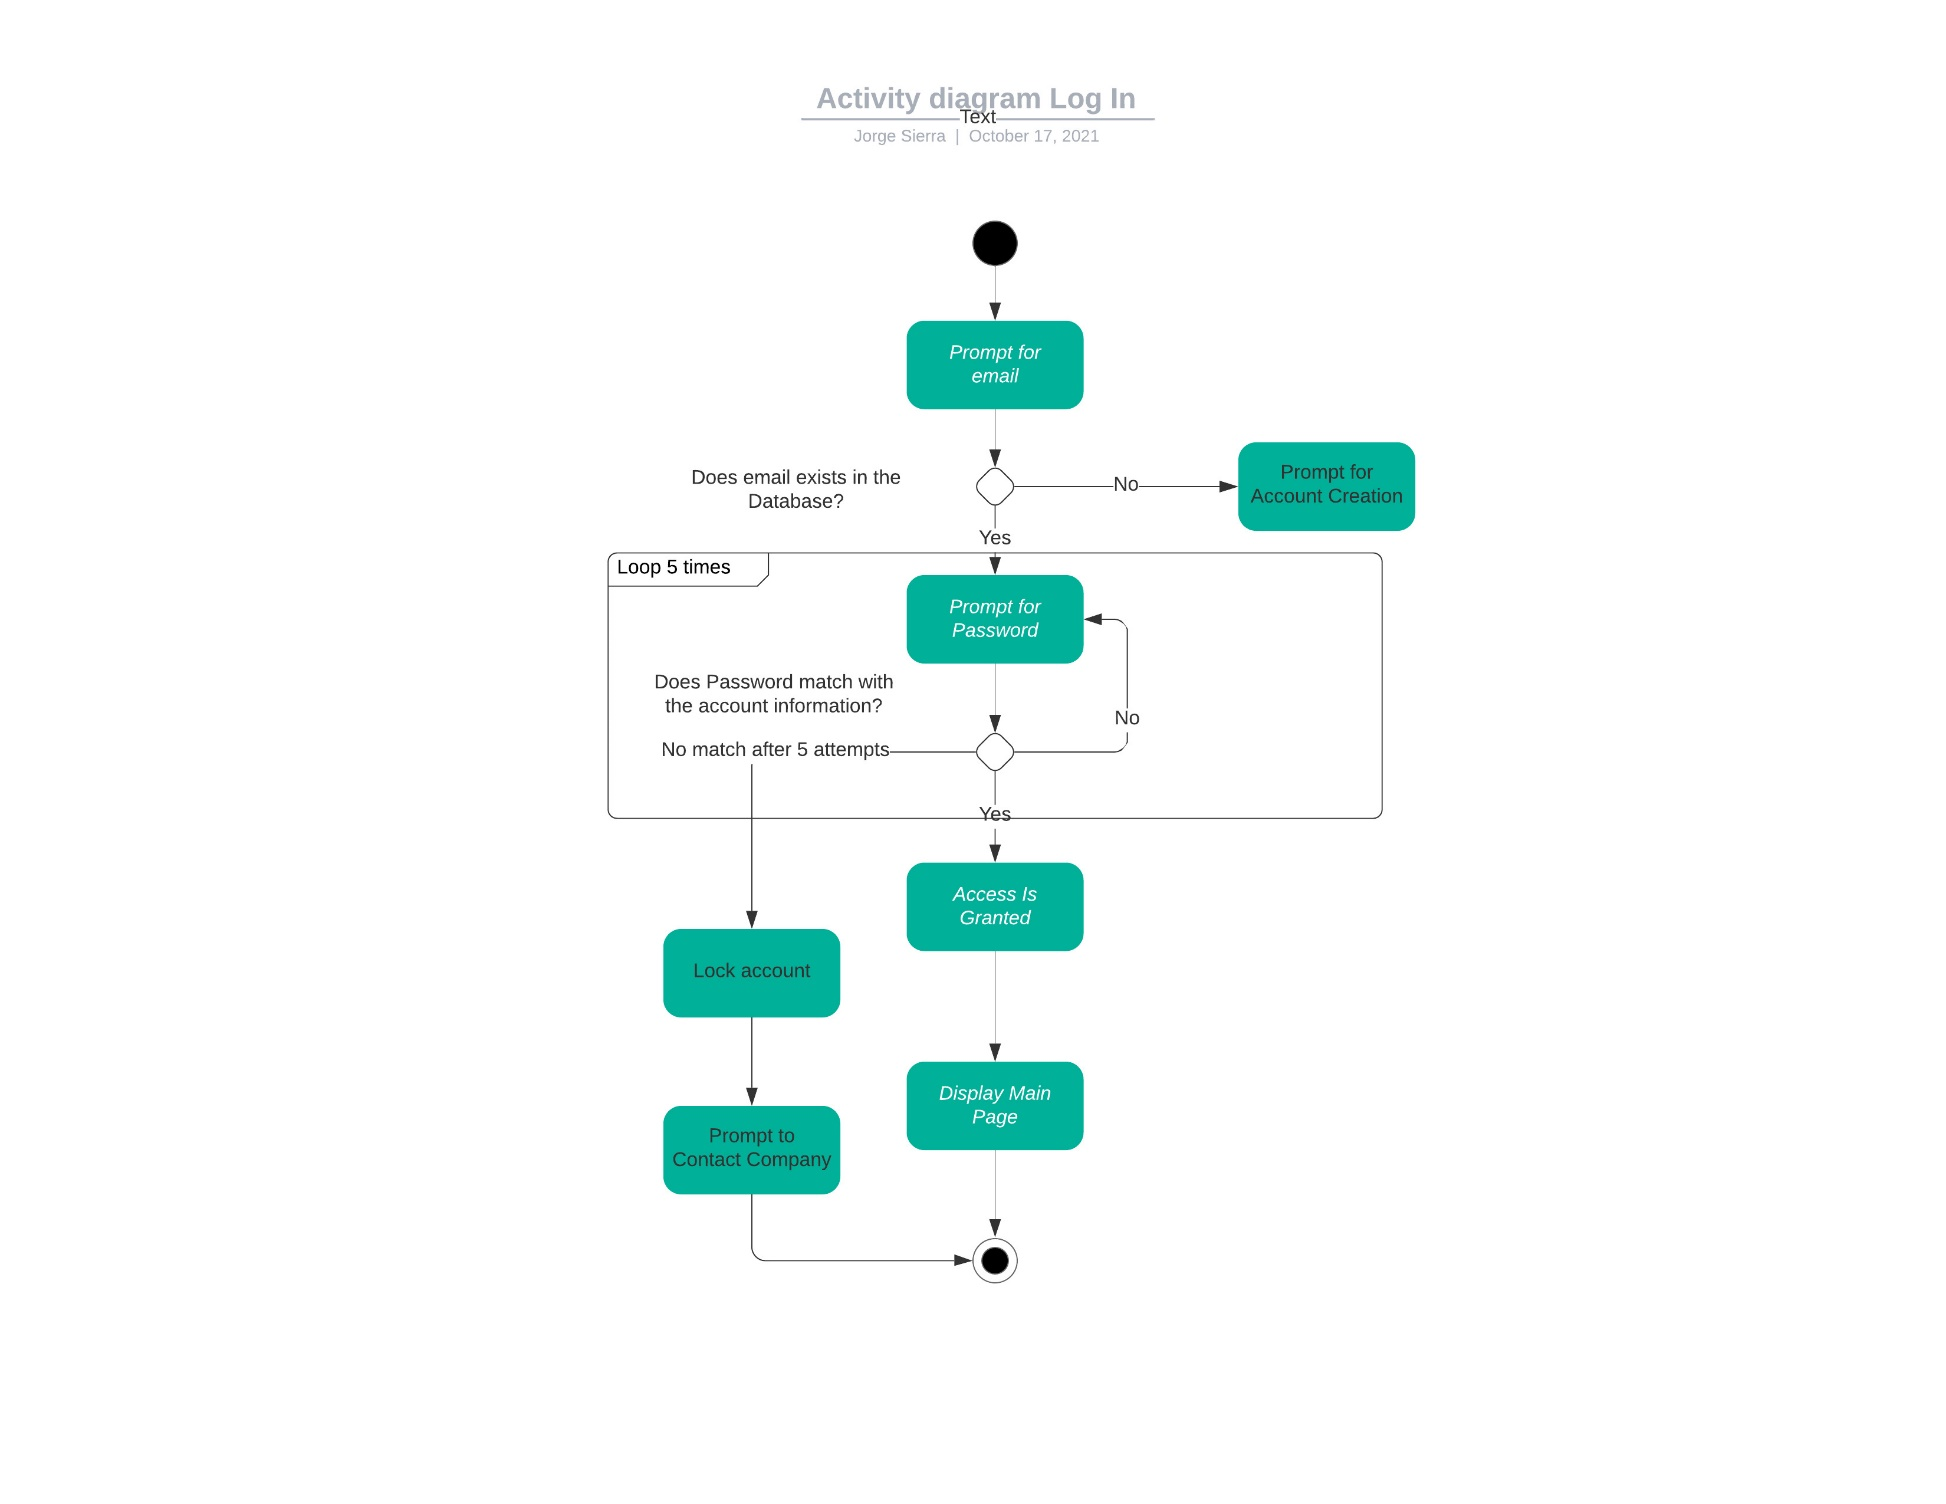 Activity diagram Log In
Text
Jorge Sierra | October 17, 2021
Prompt for
email
Does email exists in the
Database?
No
Prompt for
Account Creation
Yes
Loop 5 times
Prompt for
Password
Does Password match with
the account information?
No
No match after 5 attempts
Yes
Access Is
Granted
Lock account
Display Main
Page
Prompt to
Contact Company